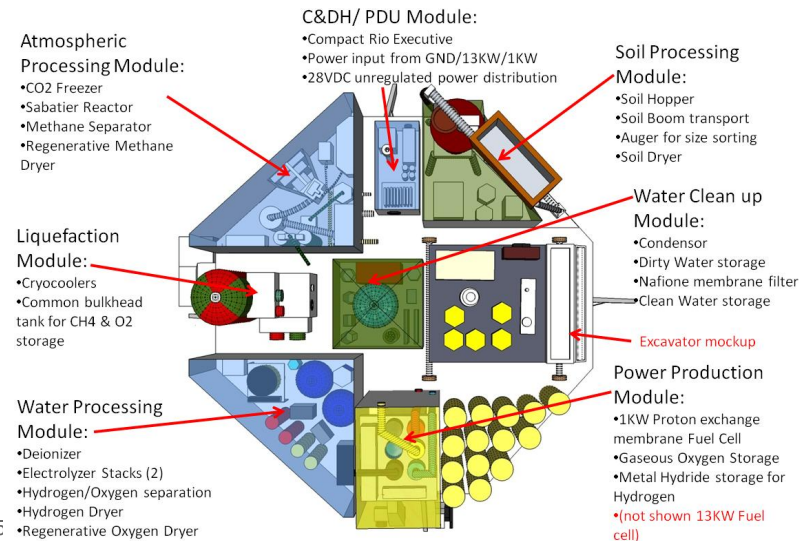 C&DH/ PDU Module:
•Compact Rio Executive
•Power input from GND/13KW/1KW
•28VDC unregulated power distribution
Atmospheric
Processing Module:
•CO2 Freezer
•Sabatier Reactor
•Methane Separator
•Regenerative Methane
Dryer
Soil Processing
Module:
•Soil Hopper
•Soil Boom transport
•Auger for size sorting
•Soil Dryer
Water Clean up
Module:
•Condensor
•Dirty Water storage
•Nafione membrane filter
•Clean Water storage
Liquefaction
Module:
•Cryocoolers
•Common bulkhead
tank for CH4 & O2
storage
Excavator mockup
Power Production
Module:
•1KW Proton exchange
membrane Fuel Cell
•Gaseous Oxygen Storage
•Metal Hydride storage for
Hydrogen
•(not shown 13KW Fuel
cell)
Water Processing
Module:
•Deionizer
•Electrolyzer Stacks (2)
•Hydrogen/Oxygen separation
•Hydrogen Dryer
•Regenerative Oxygen Dryer